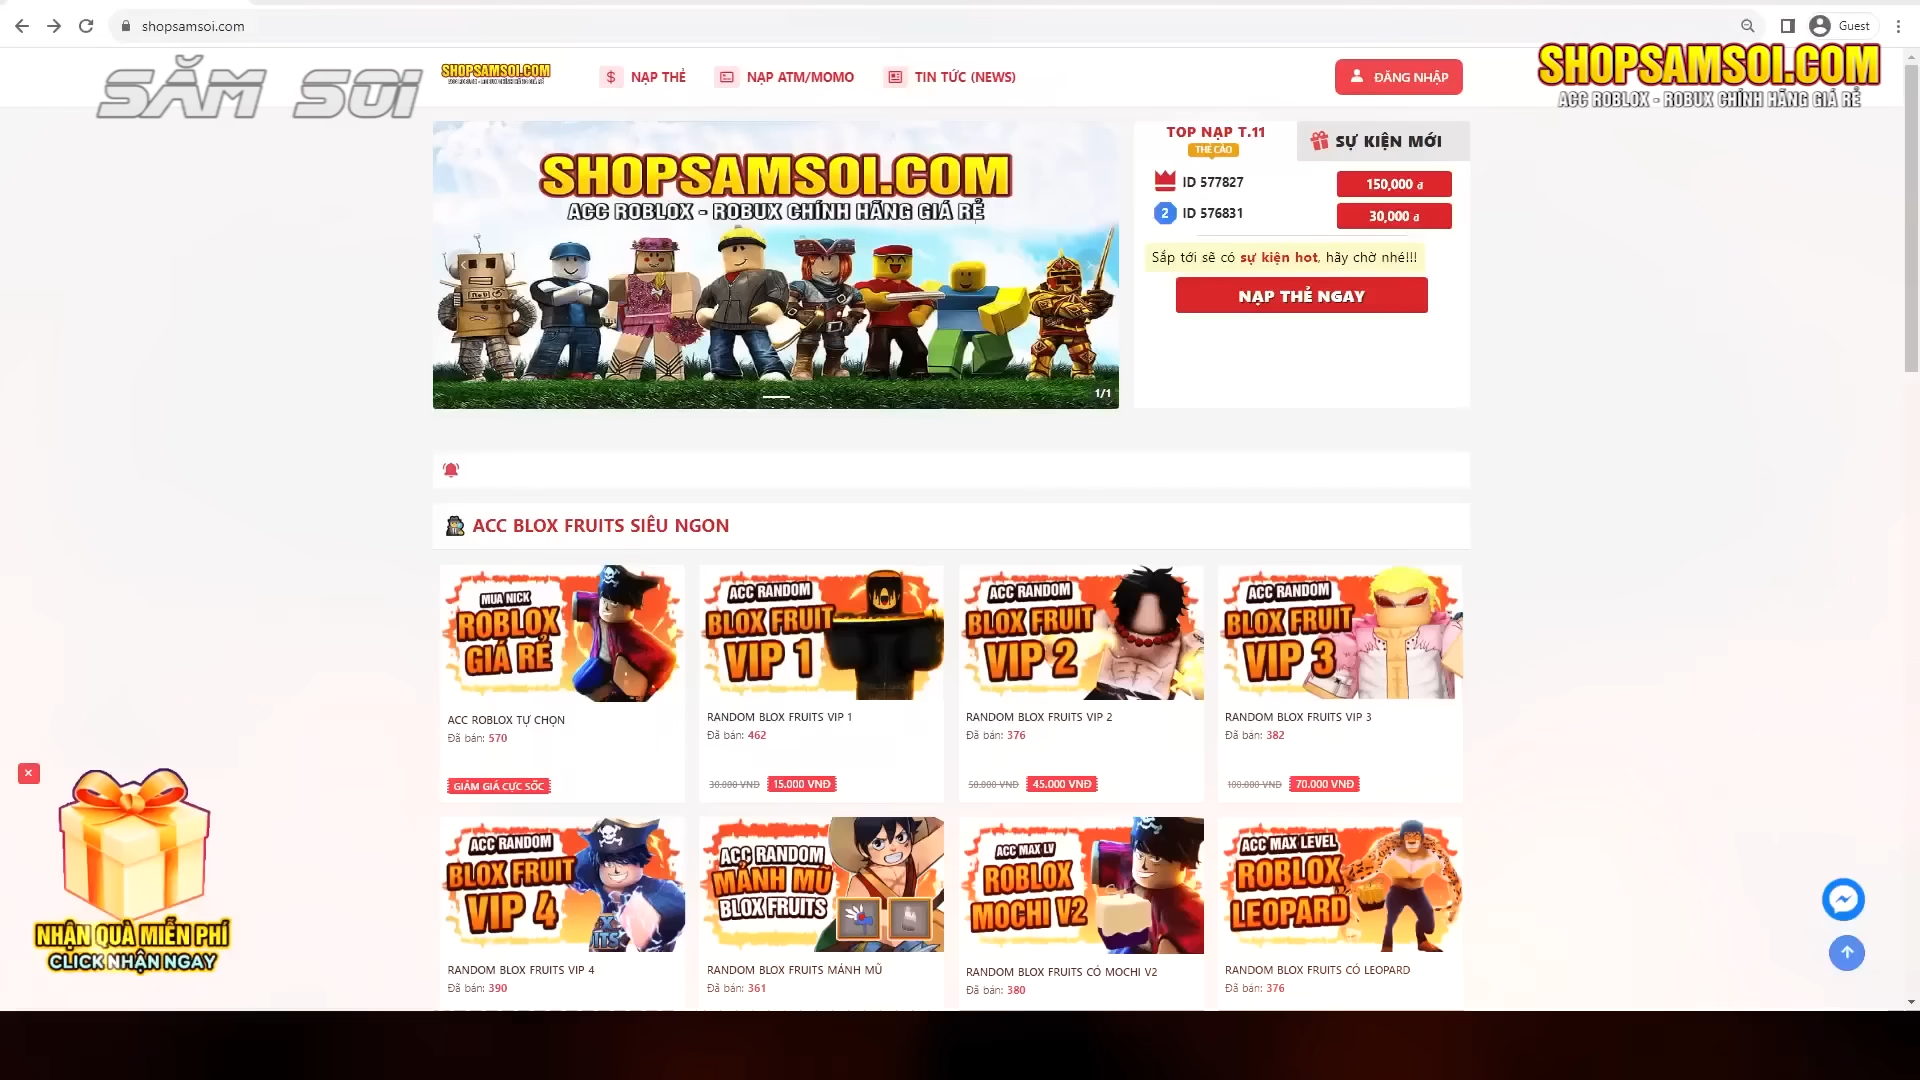 shopsamsoi.com
Guest
SĂM SOI
SHOPSAMSOI.COM
NẠP THẺ
NẠP ATM/MOMO
TIN TỨC (NEWS)
ĐĂNG NHẬP
SHOPSAMSOI.COM
ACC ROBLOX - ROBUX CHÍNH HÃNG GIÁ RẺ
SHOPSAMSOI.COM
ACC ROBLOX - ROBUX CHÍNH HÃNG GIÁ RẺ
1/1
TOP NẠP T.11
THẺ CÀO
SỰ KIỆN MỚI
ID 577827
150,000 đ
2
ID 576831
30,000 đ
Sắp tới sẽ có sự kiện hot, hãy chờ nhé!!!
NẠP THẺ NGAY
ACC BLOX FRUITS SIÊU NGON
MUA NICK
ROBLOX
GIÁ RẺ
ACC ROBLOX TỰ CHỌN
Đã bán: 570
GIẢM GIÁ CỰC SỐC
ACC RANDOM
BLOX FRUIT
VIP 1
RANDOM BLOX FRUITS VIP 1
Đã bán: 462
30.000 VNĐ 15.000 VNĐ
ACC RANDOM
BLOX FRUIT
VIP 2
RANDOM BLOX FRUITS VIP 2
Đã bán: 376
50.000 VNĐ 45.000 VNĐ
ACC RANDOM
BLOX FRUIT
VIP 3
RANDOM BLOX FRUITS VIP 3
Đã bán: 382
100.000 VNĐ 70.000 VNĐ
ACC RANDOM
BLOX FRUIT
VIP 4
RANDOM BLOX FRUITS VIP 4
Đã bán: 390
ACC RANDOM
MẢNH MŨ
BLOX FRUITS
RANDOM BLOX FRUITS MẢNH MŨ
Đã bán: 361
ACC MAX LV
ROBLOX
MOCHI V2
RANDOM BLOX FRUITS CÓ MOCHI V2
Đã bán: 380
ACC MAX LEVEL
ROBLOX
LEOPARD
RANDOM BLOX FRUITS CÓ LEOPARD
Đã bán: 376
NHẬN QUÀ MIỄN PHÍ
CLICK NHẬN NGAY